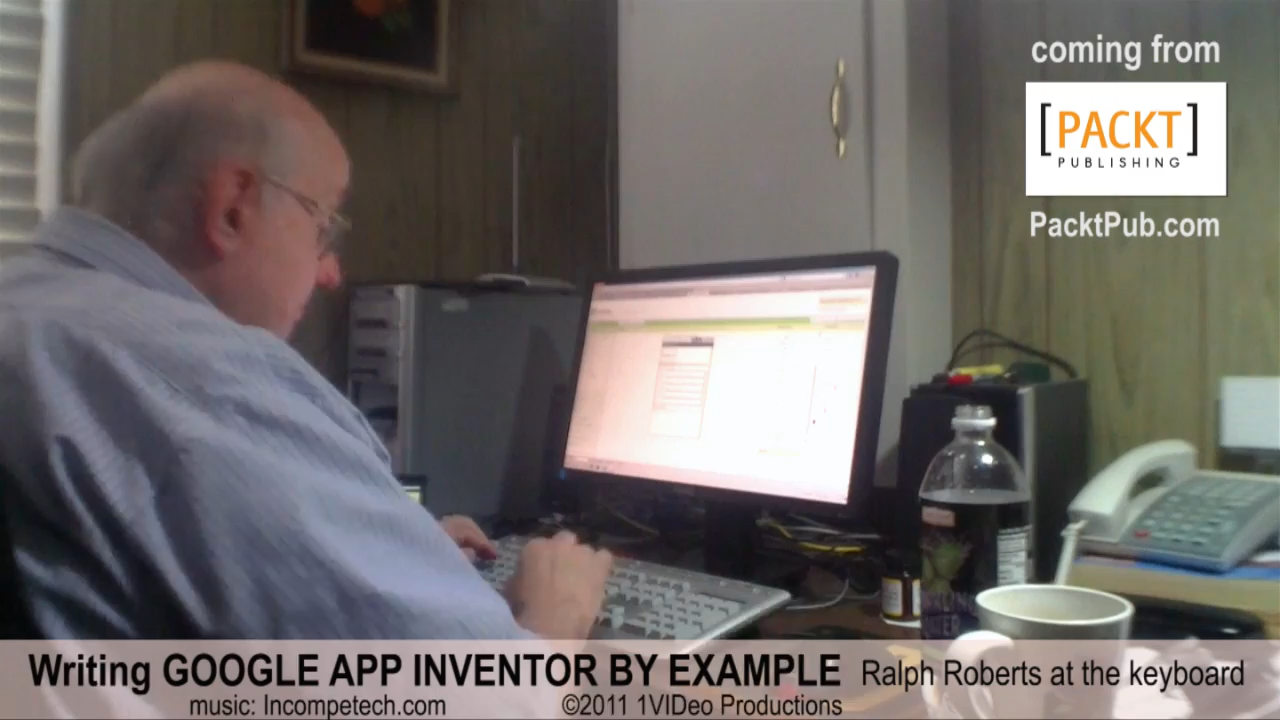 coming from
[PACKT]
PUBLISHING
PacktPub.com
Writing GOOGLE APP INVENTOR BY EXAMPLE Ralph Roberts at the keyboard
music: Incompetech.com ©2011 1VIDeo Productions